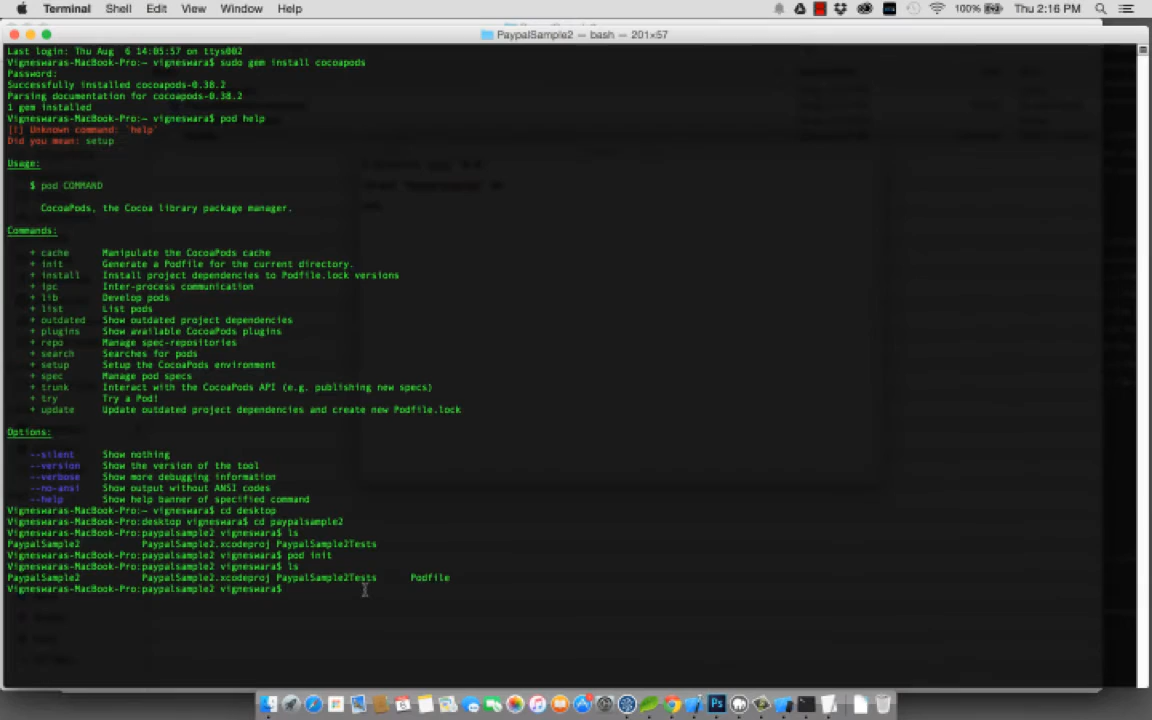 Terminal Shell Edit View Window Help 100% Thu 2:16 PM
PaypalSample2 — bash — 201×57
Last login: Thu Aug  6 14:05:57 on ttys002
Vigneswaras-MacBook-Pro:~ vigneswara$ sudo gem install cocoapods
Password:
Successfully installed cocoapods-0.38.2
Parsing documentation for cocoapods-0.38.2
1 gem installed
Vigneswaras-MacBook-Pro:~ vigneswara$ pod help
[!] Unknown command: `help`
Did you mean: setup
Usage:
$ pod COMMAND
CocoaPods, the Cocoa library package manager.
Commands:
+ cache Manipulate the CocoaPods cache
+ init Generate a Podfile for the current directory.
+ install Install project dependencies to Podfile.lock versions
+ ipc Inter-process communication
+ lib Develop pods
+ list List pods
+ outdated Show outdated project dependencies
+ plugins Show available CocoaPods plugins
+ repo Manage spec-repositories
+ search Searches for pods
+ setup Setup the CocoaPods environment
+ spec Manage pod specs
+ trunk Interact with the CocoaPods API (e.g. publishing new specs)
+ try Try a Pod!
+ update Update outdated project dependencies and create new Podfile.lock
Options:
--silent Show nothing
--version Show the version of the tool
--verbose Show more debugging information
--no-ansi Show output without ANSI codes
--help Show help banner of specified command
Vigneswaras-MacBook-Pro:~ vigneswara$ cd desktop
Vigneswaras-MacBook-Pro:desktop vigneswara$ cd paypalsample2
Vigneswaras-MacBook-Pro:paypalsample2 vigneswara$ ls
PaypalSample2 PaypalSample2.xcodeproj PaypalSample2Tests
Vigneswaras-MacBook-Pro:paypalsample2 vigneswara$ pod init
Vigneswaras-MacBook-Pro:paypalsample2 vigneswara$ ls
PaypalSample2 PaypalSample2.xcodeproj PaypalSample2Tests Podfile
Vigneswaras-MacBook-Pro:paypalsample2 vigneswara$